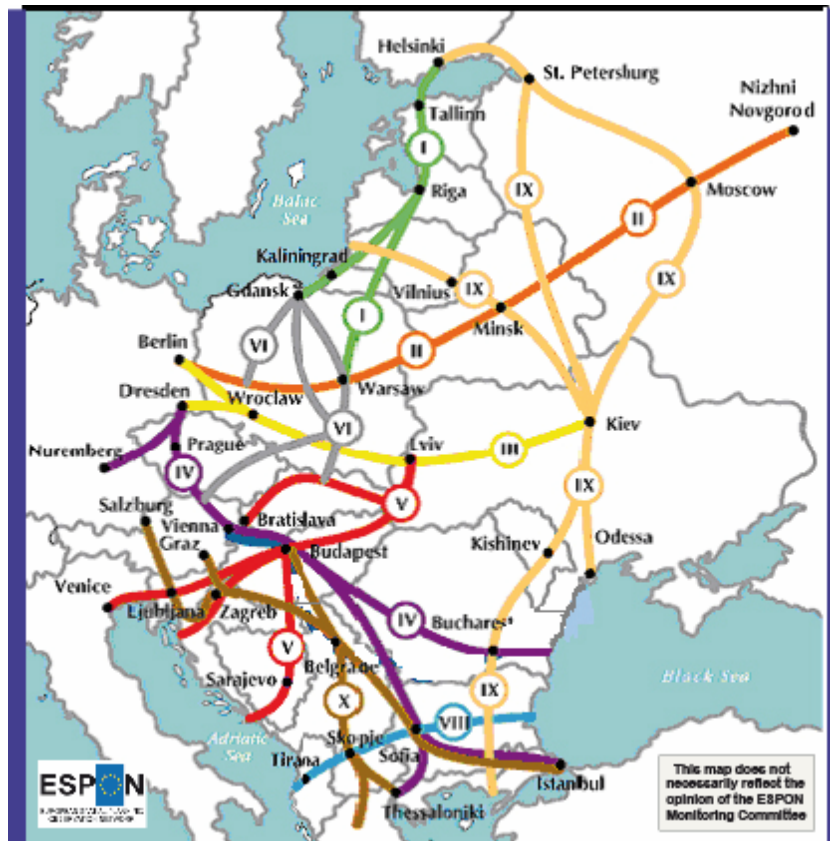 Helsinki
St. Petersburg
Nizhni
Novgorod
Tallinn
I
Riga
IX
Moscow
II
Baltic
Sea
Kaliningrad
Gdansk
Vilnius
IX
IX
Minsk
I
VI
Berlin
II
Dresden
Wroclaw
Warsaw
VI
Kiev
Nuremberg
Prague
Lviv
III
IV
IX
Salzburg
V
Vienna
Bratislava
Graz
Budapest
Kishinev
Odessa
Venice
Ljubljana
Zagreb
IV
Bucharest
V
Belgrade
Sarajevo
IX
Black Sea
X
VIII
Adriatic
Sea
Skopje
Tirana
Sofia
Istanbul
Thessaloniki
ESPON
This map does not
necessarily reflect the
opinion of the ESPON
Monitoring Committee